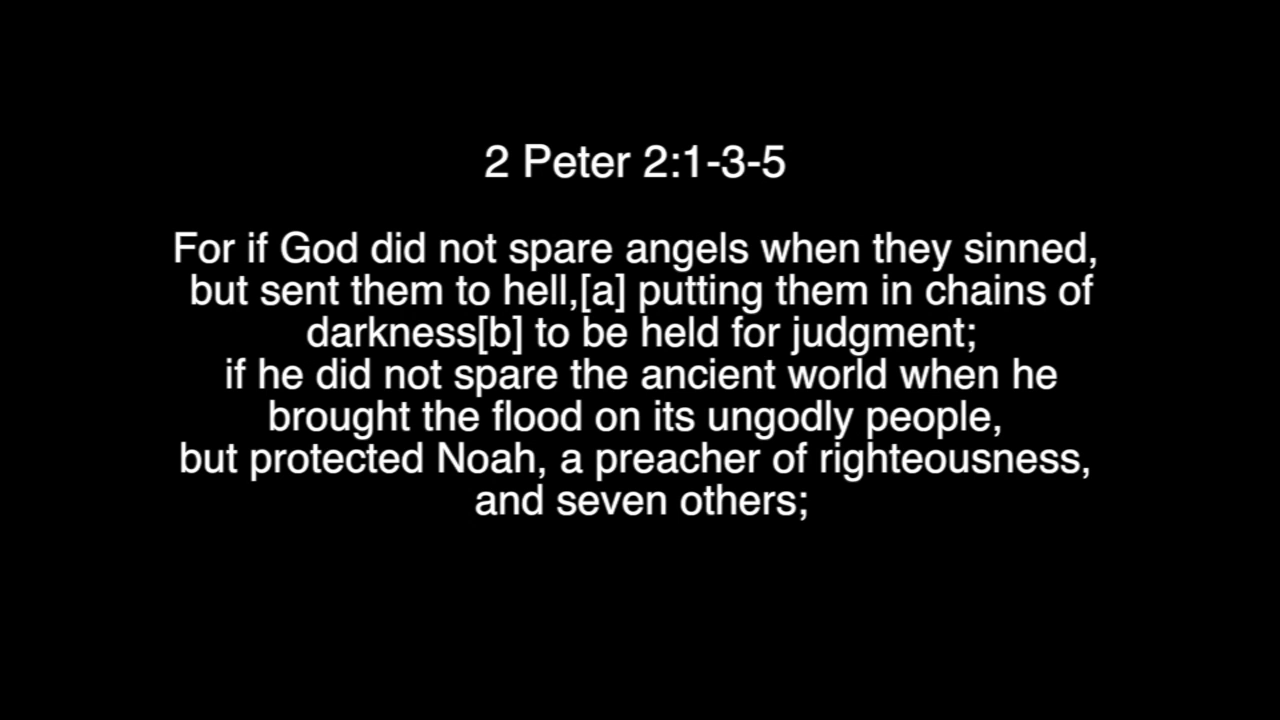 2 Peter 2:1-3-5
For if God did not spare angels when they sinned,
but sent them to hell,[a] putting them in chains of
darkness[b] to be held for judgment;
if he did not spare the ancient world when he
brought the flood on its ungodly people,
but protected Noah, a preacher of righteousness,
and seven others;